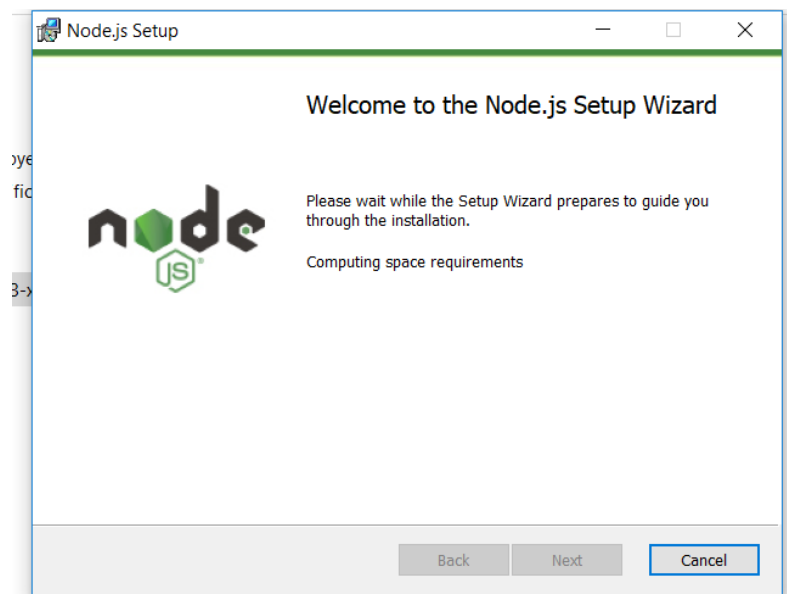 Node.js Setup
Welcome to the Node.js Setup Wizard
Please wait while the Setup Wizard prepares to guide you
through the installation.
Computing space requirements
node
JS
Back Next Cancel